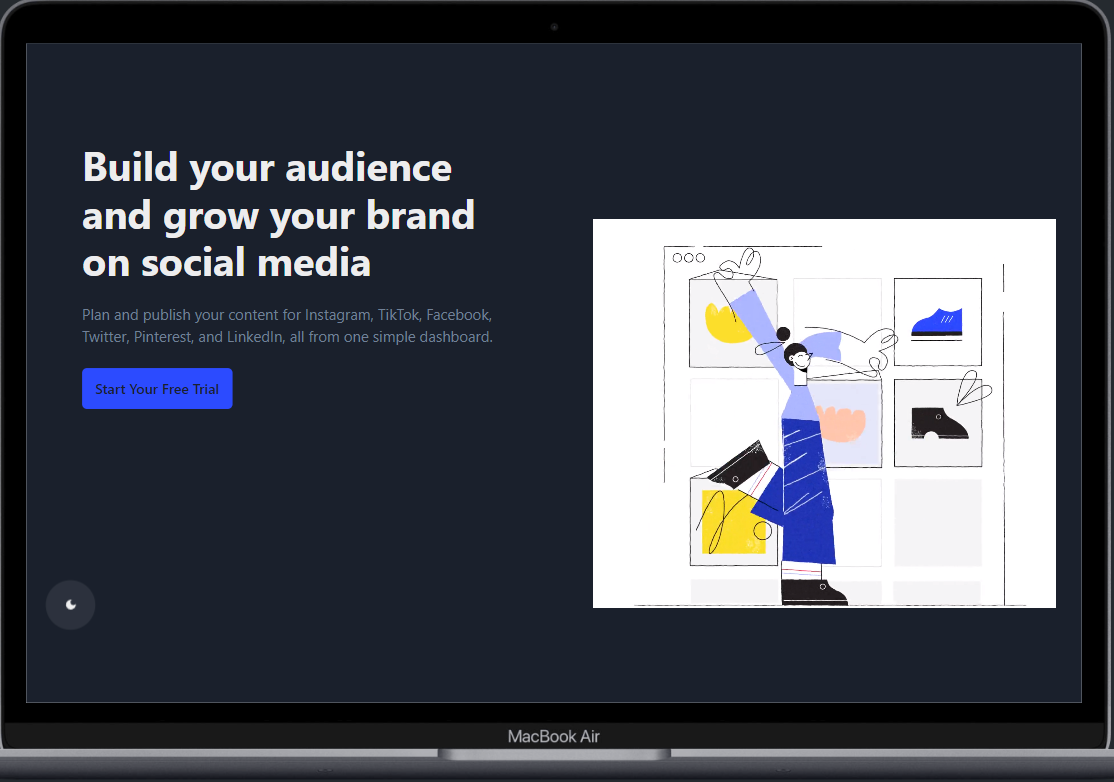 Build your audience
and grow your brand
on social media
Plan and publish your content for Instagram, TikTok, Facebook,
Twitter, Pinterest, and LinkedIn, all from one simple dashboard.
Start Your Free Trial
MacBook Air